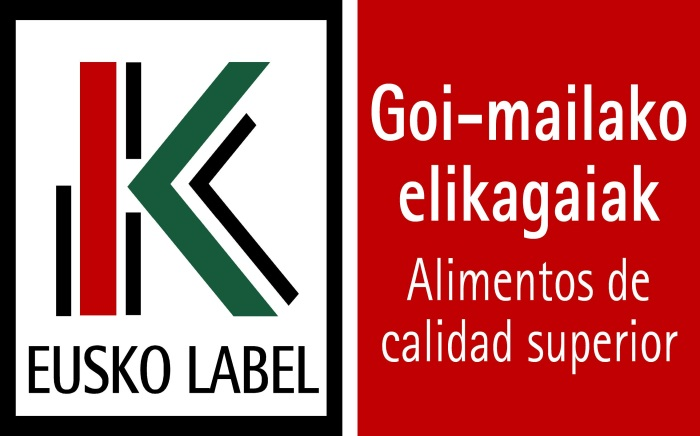 K
EUSKO LABEL
Goi-mailako
elikagaiak
Alimentos de
calidad superior